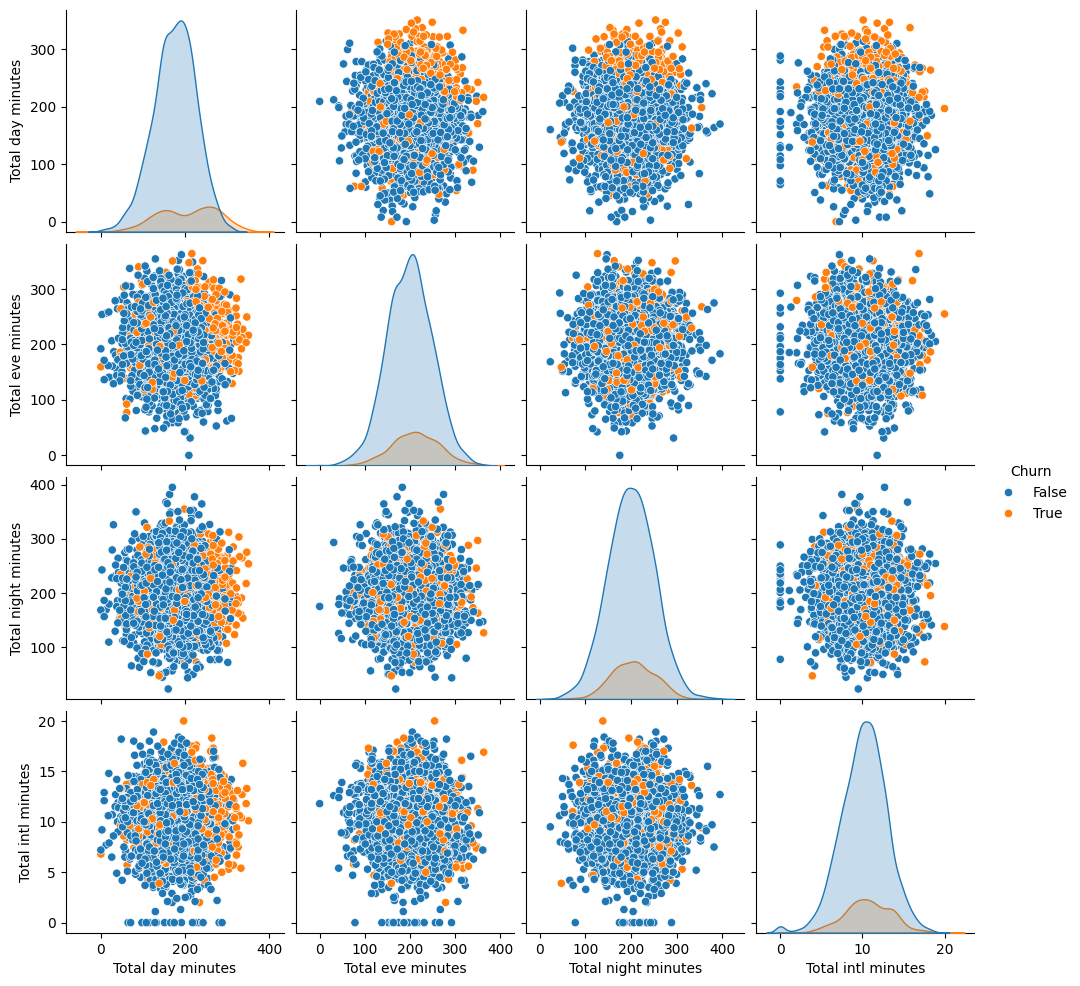 Total day minutes
300
200
100
0
Total eve minutes
300
200
100
0
Churn
False
True
Total night minutes
400
300
200
100
Total intl minutes
20
15
10
5
0
0 200 400 0 100 200 300 400 0 100 200 300 400 0 10 20
Total day minutes Total eve minutes Total night minutes Total intl minutes